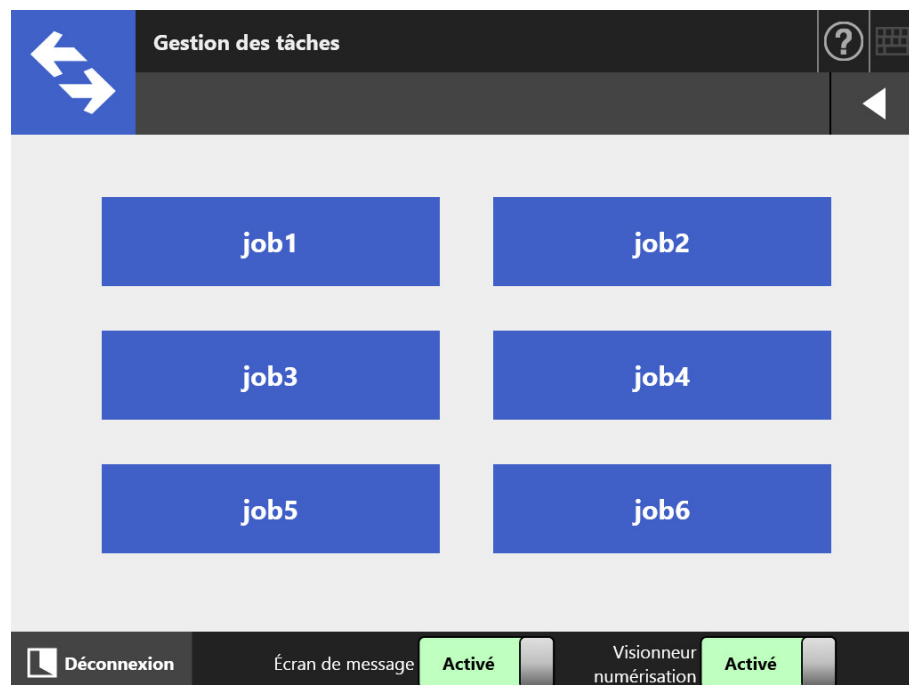 Gestion des tâches
?
job1
job2
job3
job4
job5
job6
Déconnexion
Écran de message
Activé
Visionneur
numérisation
Activé